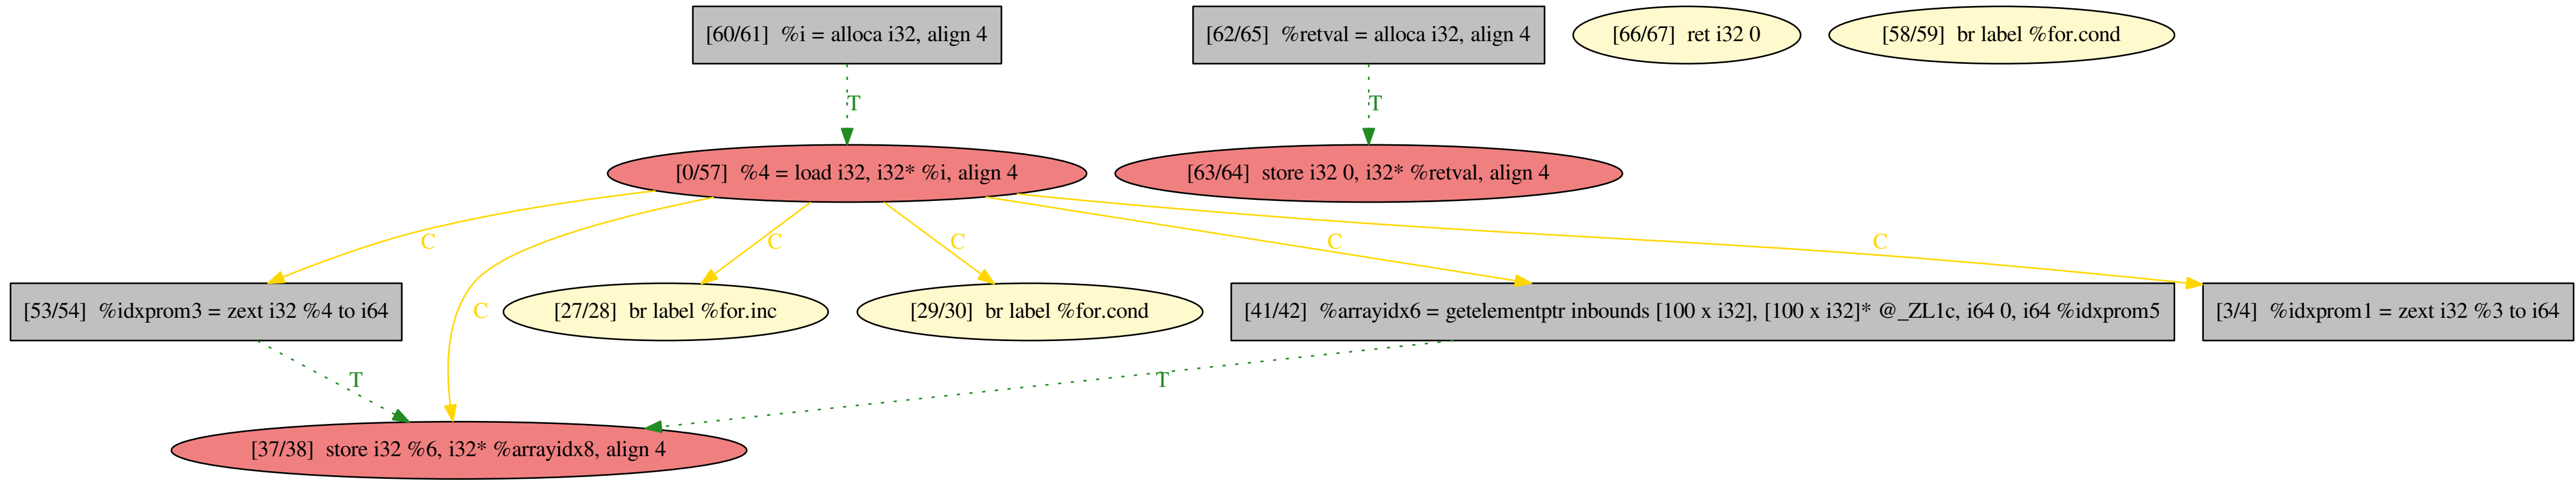 [60/61]  %i = alloca i32, align 4
[62/65]  %retval = alloca i32, align 4
[66/67]  ret i32 0
[58/59]  br label %for.cond
T
T
[0/57]  %4 = load i32, i32* %i, align 4
[63/64]  store i32 0, i32* %retval, align 4
C
C
C
C
C
C
[53/54]  %idxprom3 = zext i32 %4 to i64
[27/28]  br label %for.inc
[29/30]  br label %for.cond
[41/42]  %arrayidx6 = getelementptr inbounds [100 x i32], [100 x i32]* @_ZL1c, i64 0, i64 %idxprom5
[3/4]  %idxprom1 = zext i32 %3 to i64
T
T
[37/38]  store i32 %6, i32* %arrayidx8, align 4